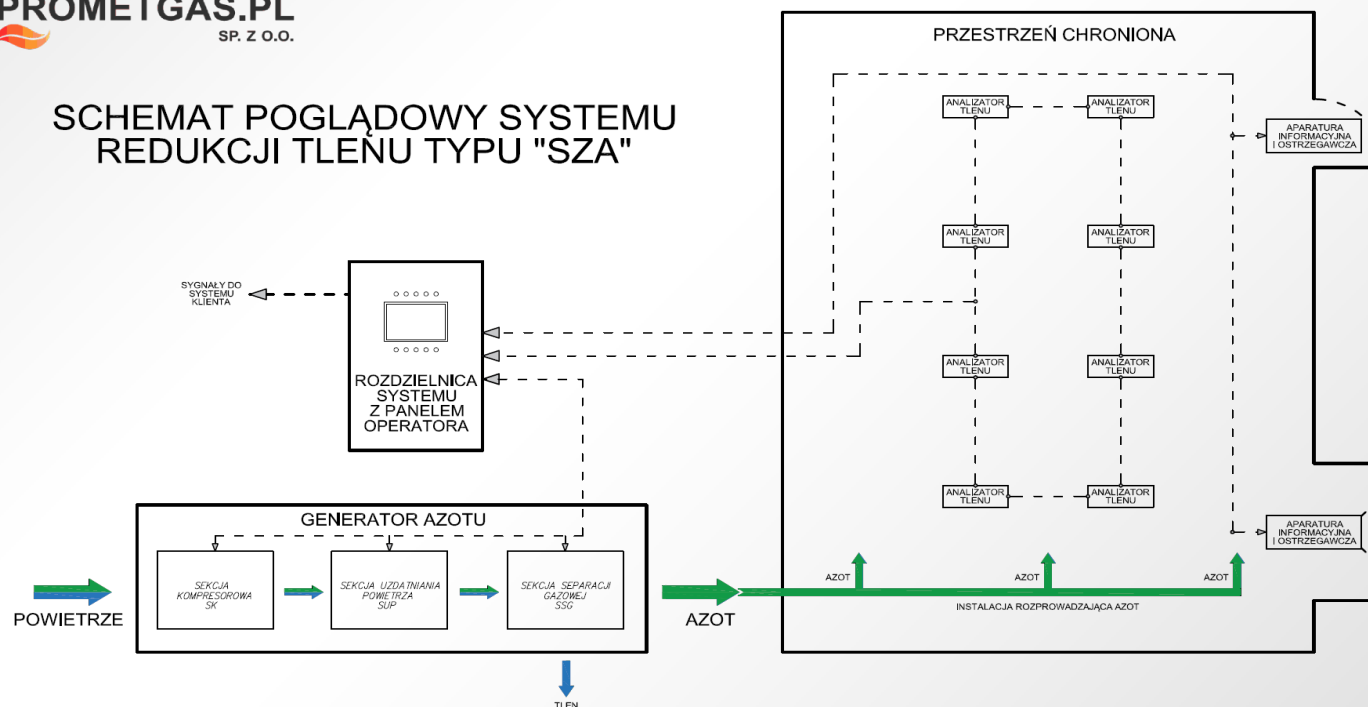 PROMETGAS.PL
SP. Z O.O.
SCHEMAT POGLĄDOWY SYSTEMU
REDUKCJI TLENU TYPU "SZA"
PRZESTRZEŃ CHRONIONA
ANALIZATOR
TLENU
ANALIZATOR
TLENU
APARATURA
INFORMACYJNA
I OSTRZEGAWCZA
ANALIZATOR
TLENU
ANALIZATOR
TLENU
SYGNAŁY DO
SYSTEMU
KLIENTA
ROZDZIELNICA
SYSTEMU
Z PANELEM
OPERATORA
ANALIZATOR
TLENU
ANALIZATOR
TLENU
ANALIZATOR
TLENU
ANALIZATOR
TLENU
APARATURA
INFORMACYJNA
I OSTRZEGAWCZA
GENERATOR AZOTU
SEKCJA
KOMPRESOROWA
SK
SEKCJA UZDATNIANIA
POWIETRZA
SUP
SEKCJA SEPARACJI
GAZOWEJ
SSG
POWIETRZE
AZOT
AZOT
AZOT
AZOT
INSTALACJA ROZPROWADZAJĄCA AZOT
TLEN